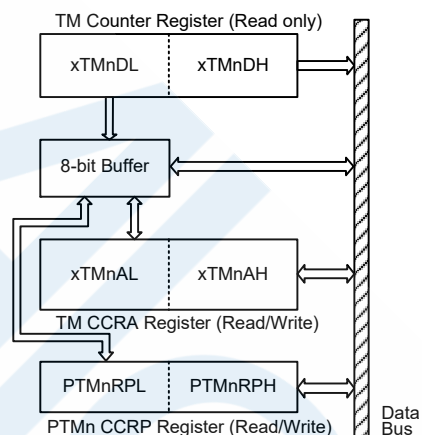 TM Counter Register (Read only)
xTMnDL xTMnDH
8-bit Buffer
xTMnAL xTMnAH
TM CCRA Register (Read/Write)
PTMnRPL PTMnRPH
PTMn CCRP Register (Read/Write)
Data
Bus